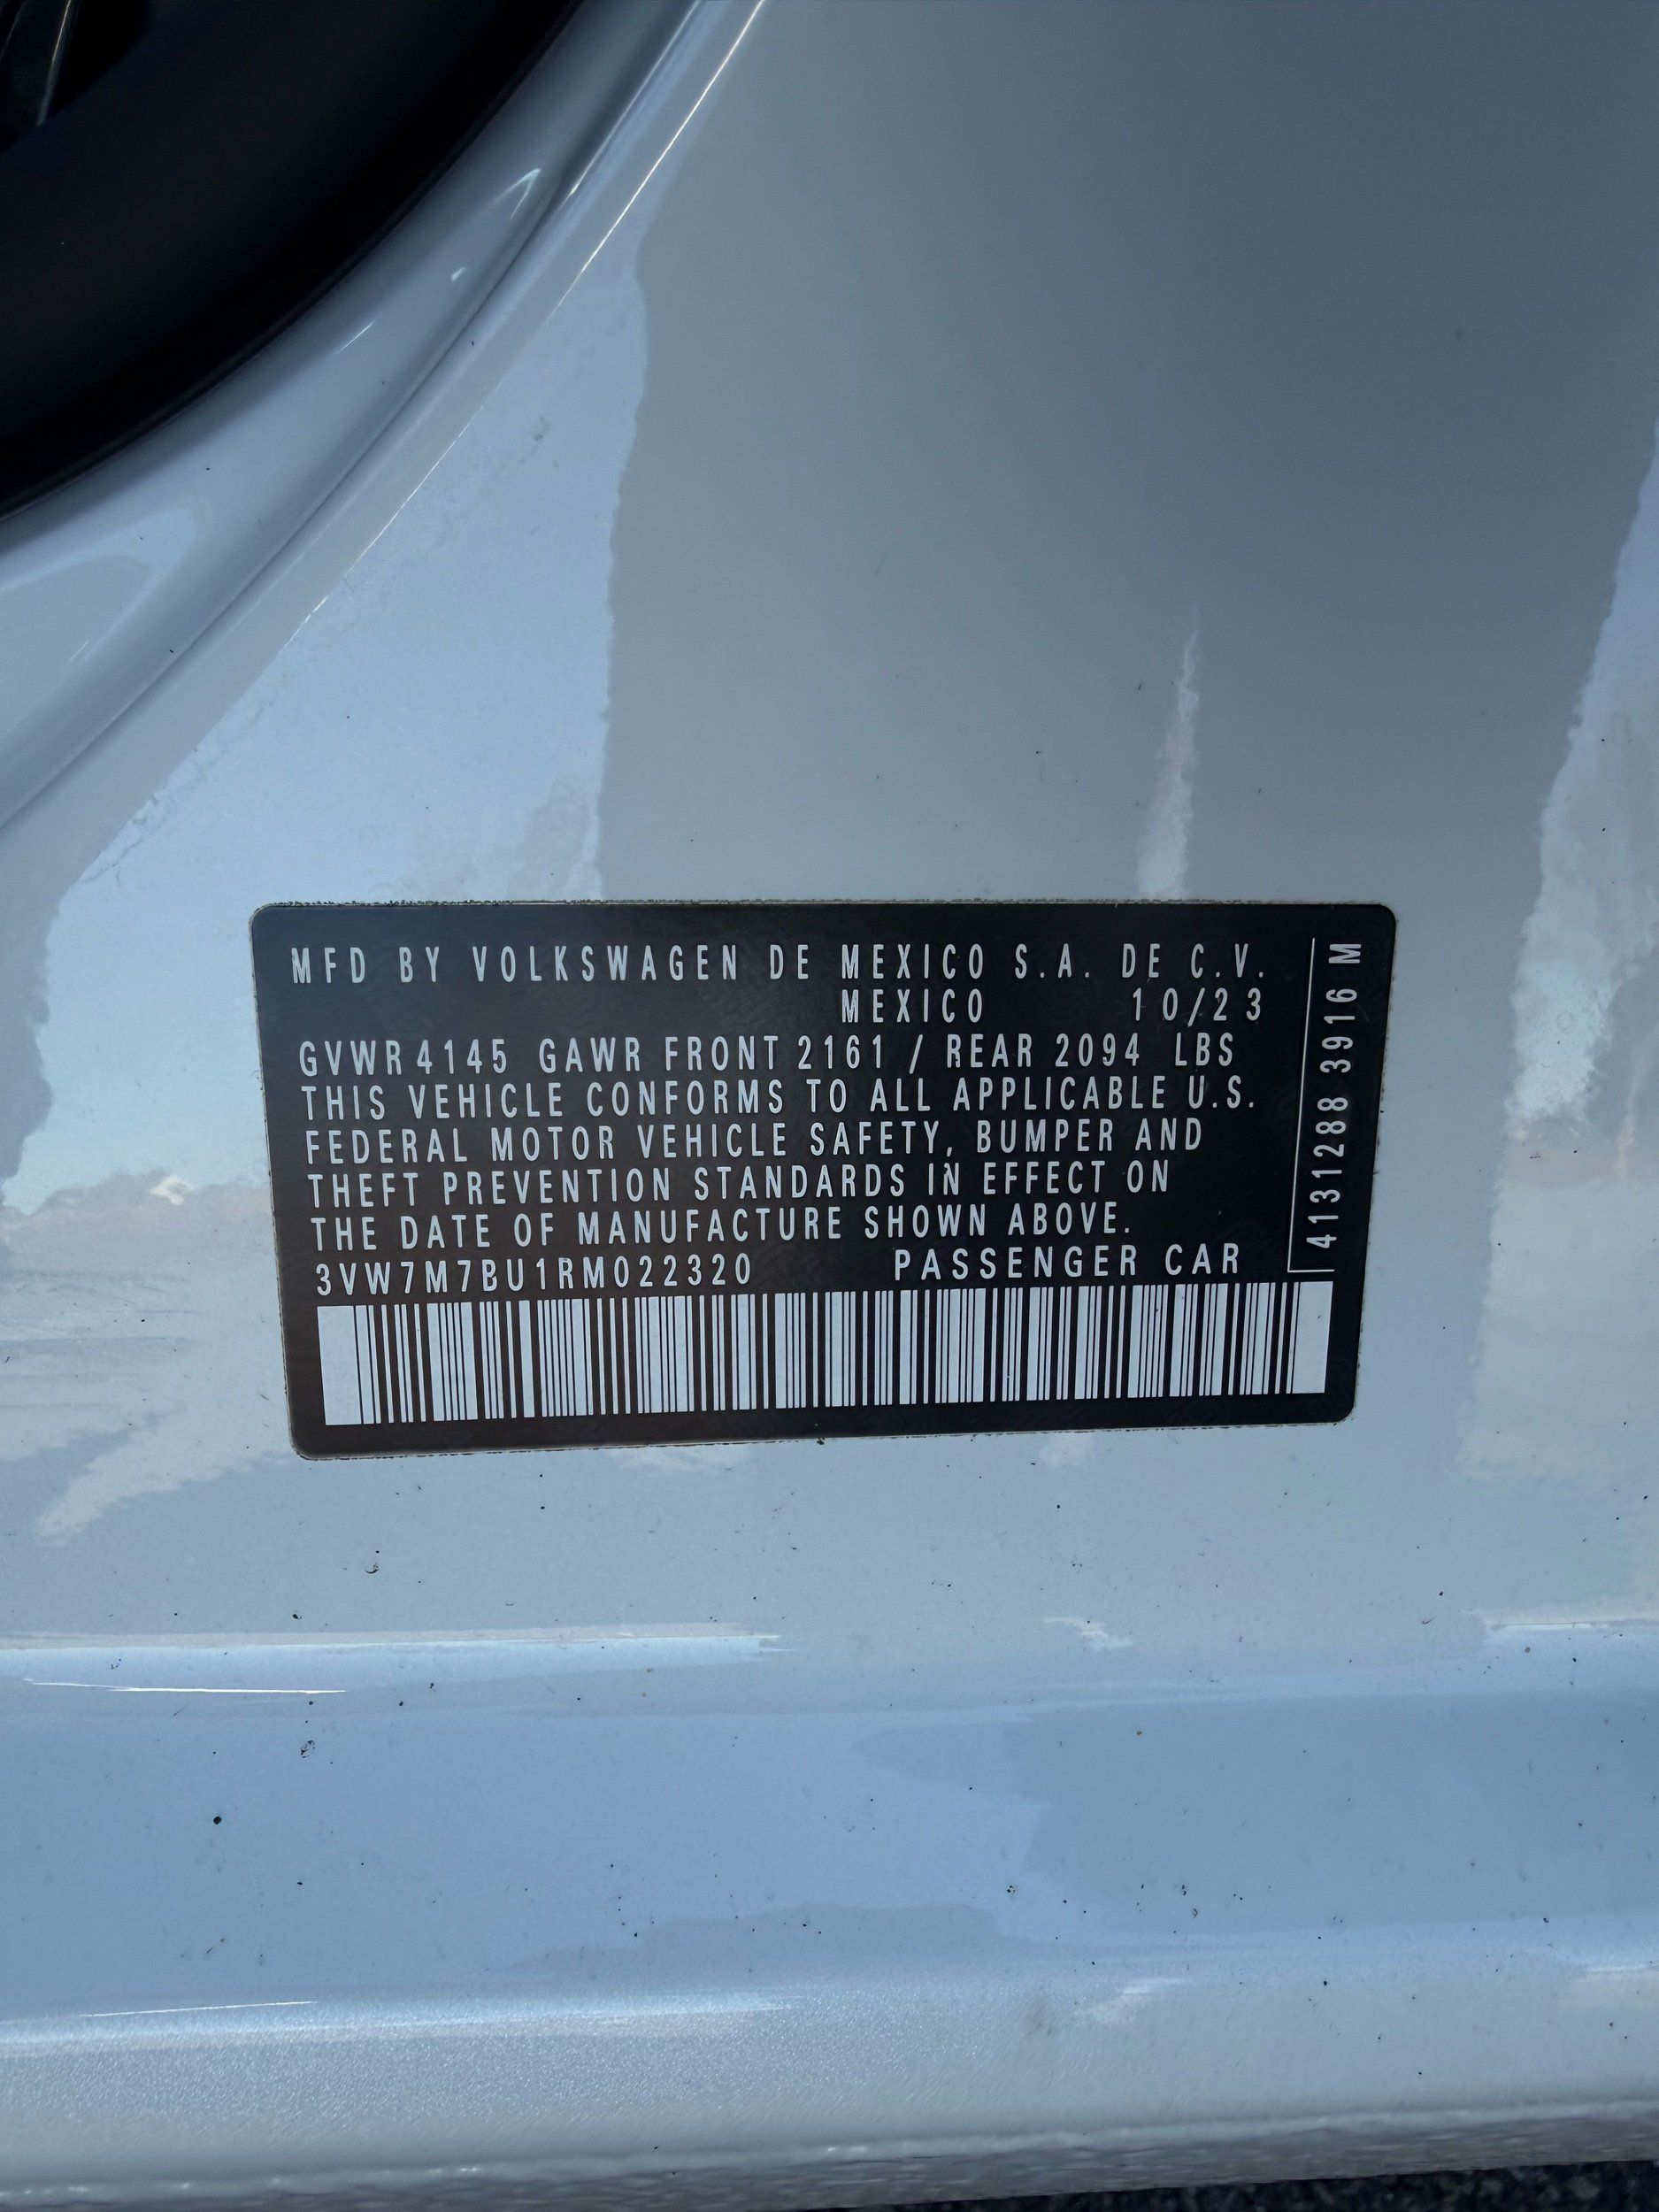 MFD BY VOLKSWAGEN DE MEXICO S.A. DE C.V.
MEXICO 10/23
GVWR 4145 GAWR FRONT 2161 / REAR 2094 LBS
THIS VEHICLE CONFORMS TO ALL APPLICABLE U.S.
FEDERAL MOTOR VEHICLE SAFETY, BUMPER AND
THEFT PREVENTION STANDARDS IN EFFECT ON
THE DATE OF MANUFACTURE SHOWN ABOVE.
3VW7M7BU1RM022320 PASSENGER CAR
4131288 3916 M